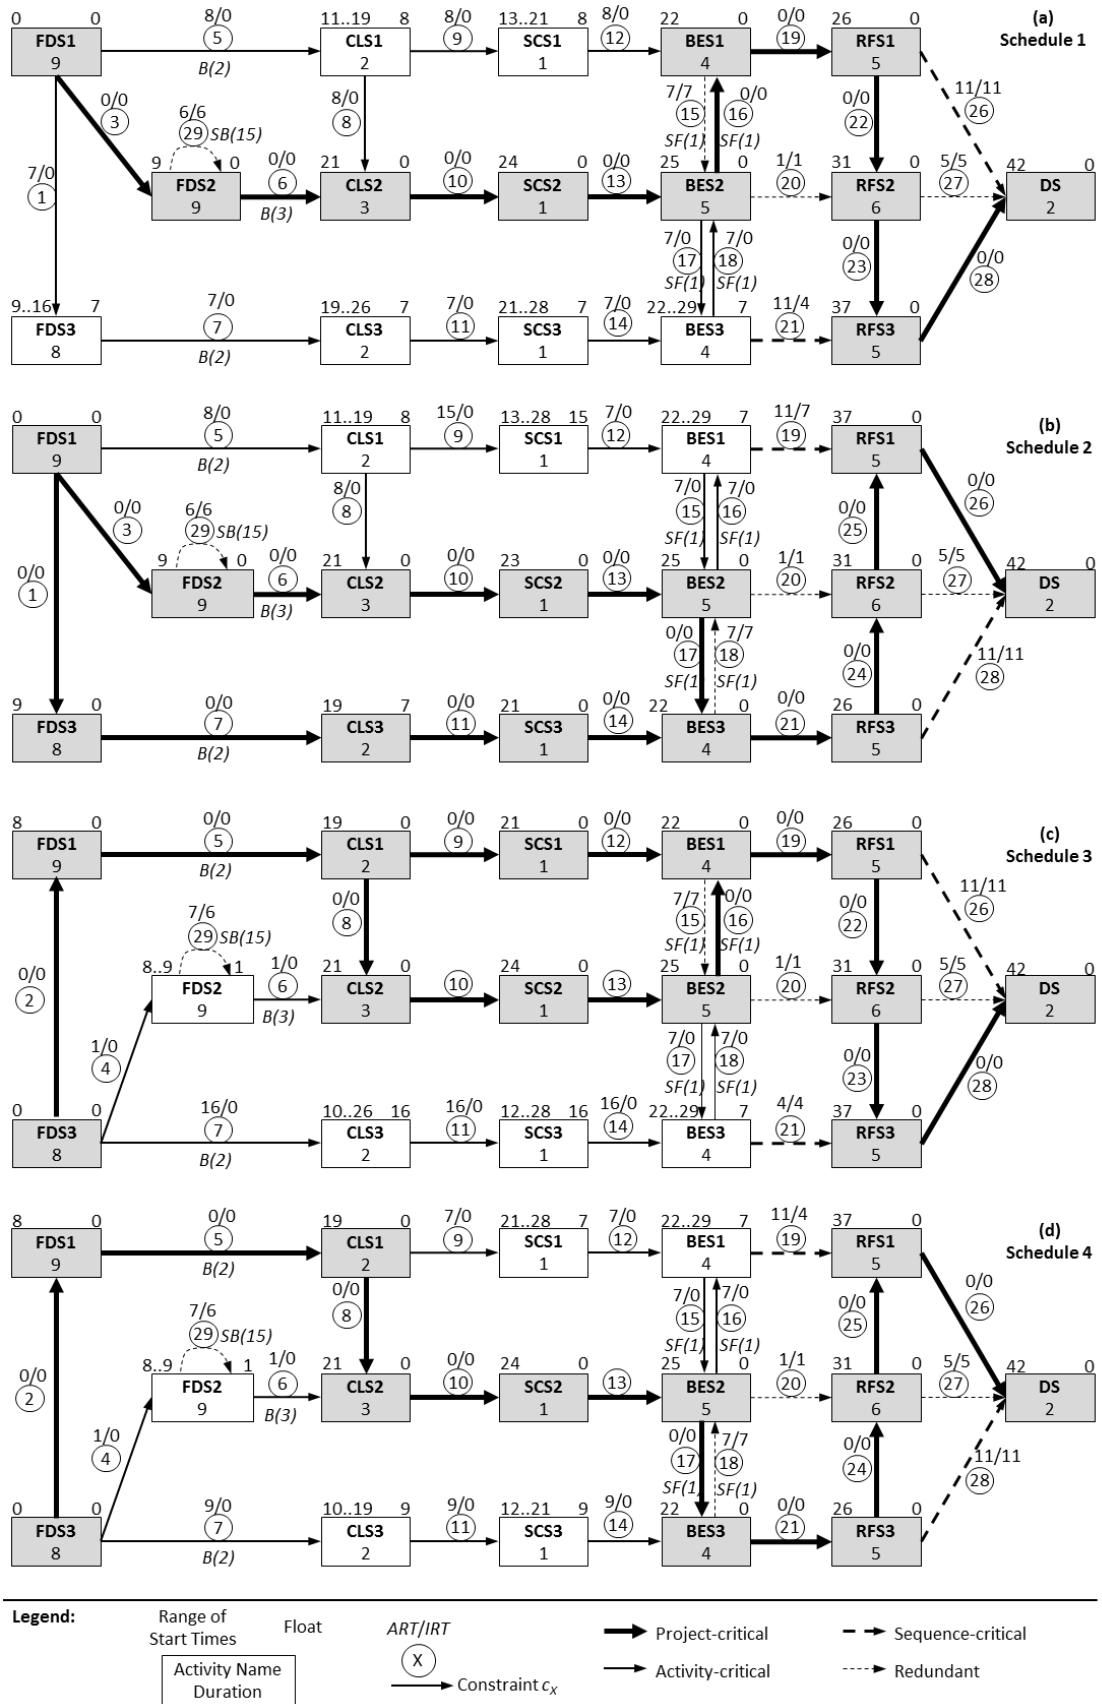 0 0 8/0 11..19 8 8/0 13..21 8 8/0 22 0 0/0 26 0 (a)
FDS1 5 CLS1 9 SCS1 12 BES1 19 RFS1 Schedule 1
9 B(2) 2 1 4 5
0/0 3 8/0 8 7/7 15 SF(1) 16 0/0 SF(1) 0/0 22 11/11 26
6/6 29 SB(15)
7/0 1 9 0 0/0 21 0 0/0 24 0 0/0 25 0 1/1 31 0 5/5 42 0
FDS2 6 CLS2 10 SCS2 13 BES2 20 RFS2 27 DS
9 B(3) 3 1 5 6 2
7/0 17 SF(1) 7/0 18 SF(1) 0/0 23 0/0 28
9..16 7 7/0 19..26 7 7/0 21..28 7 7/0 22..29 7 11/4 37 0
FDS3 7 CLS3 11 SCS3 14 BES3 21 RFS3
8 B(2) 2 1 4 5
0 0 8/0 11..19 8 15/0 13..28 15 7/0 22..29 7 11/7 37 0 (b)
FDS1 5 CLS1 9 SCS1 12 BES1 19 RFS1 Schedule 2
9 B(2) 2 1 4 5
0/0 3 8/0 8 7/0 15 SF(1) 7/0 16 SF(1) 0/0 25 0/0 26
6/6 29 SB(15)
0/0 1 9 0 0/0 21 0 0/0 23 0 0/0 25 0 1/1 31 0 5/5 42 0
FDS2 6 CLS2 10 SCS2 13 BES2 20 RFS2 27 DS
9 B(3) 3 1 5 6 2
0/0 17 SF(1) 7/7 18 SF(1) 0/0 24 11/11 28
9 0 0/0 19 7 0/0 21 0 0/0 22 0 0/0 26 0
FDS3 7 CLS3 11 SCS3 14 BES3 21 RFS3
8 B(2) 2 1 4 5
8 0 0/0 19 0 0/0 21 0 0/0 22 0 0/0 26 0 (c)
FDS1 5 CLS1 9 SCS1 12 BES1 19 RFS1 Schedule 3
9 B(2) 2 1 4 5
0/0 8 7/7 15 SF(1) 0/0 16 SF(1) 0/0 22 11/11 26
7/6 29 SB(15)
0/0 2 8..9 1 1/0 21 0 24 0 25 0 1/1 31 0 5/5 42 0
FDS2 6 CLS2 10 SCS2 13 BES2 20 RFS2 27 DS
9 B(3) 3 1 5 6 2
1/0 4 7/0 17 SF(1) 7/0 18 SF(1) 0/0 23 0/0 28
0 0 16/0 10..26 16 16/0 12..28 16 16/0 22..29 7 4/4 37 0
FDS3 7 CLS3 11 SCS3 14 BES3 21 RFS3
8 B(2) 2 1 4 5
8 0 0/0 19 0 7/0 21..28 7 7/0 22..29 7 11/4 37 0 (d)
FDS1 5 CLS1 9 SCS1 12 BES1 19 RFS1 Schedule 4
9 B(2) 2 1 4 5
0/0 8 7/0 15 SF(1) 7/0 16 SF(1) 0/0 25 0/0 26
7/6 29 SB(15)
0/0 2 8..9 1 1/0 21 0 0/0 24 0 25 0 1/1 31 0 5/5 42 0
FDS2 6 CLS2 10 SCS2 13 BES2 20 RFS2 27 DS
9 B(3) 3 1 5 6 2
1/0 4 0/0 17 SF(1) 7/7 18 SF(1) 0/0 24 11/11 28
0 0 9/0 10..19 9 9/0 12..21 9 9/0 22 0 0/0 26 0
FDS3 7 CLS3 11 SCS3 14 BES3 21 RFS3
8 B(2) 2 1 4 5
Legend: Range of Start Times Float ART/IRT Project-critical Sequence-critical
Activity Name Duration X Constraint cX Activity-critical Redundant